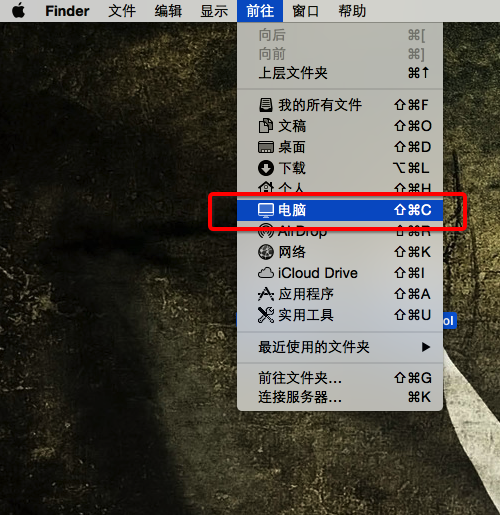 Finder 文件 编辑 显示 前往 窗口 帮助
向后 ⌘[
向前 ⌘]
上层文件夹 ⌘↑
我的所有文件 ⇧⌘F
文稿 ⇧⌘O
桌面 ⇧⌘D
下载 ⌥⌘L
个人 ⇧⌘H
电脑 ⇧⌘C
AirDrop ⇧⌘R
网络 ⇧⌘K
iCloud Drive ⇧⌘I
应用程序 ⇧⌘A
实用工具 ⇧⌘U
ol
最近使用的文件夹 ▶
前往文件夹... ⇧⌘G
连接服务器... ⌘K